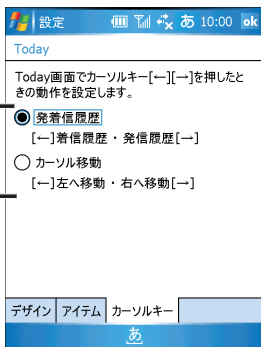 設定 あ 10:00 ok
Today
Today画面でカーソルキー[←][→]を押したと
きの動作を設定します。
発着信履歴
[←]着信履歴・発信履歴[→]
カーソル移動
[←]左へ移動・右へ移動[→]
デザイン アイテム カーソルキー
あ